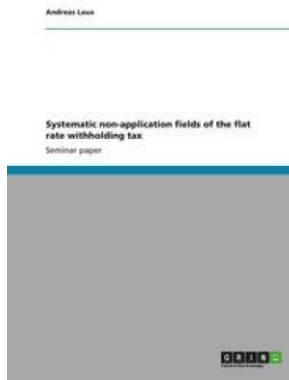 Andreas Laux
Systematic non-application fields of the flat
rate withholding tax
Seminar paper
GRIN